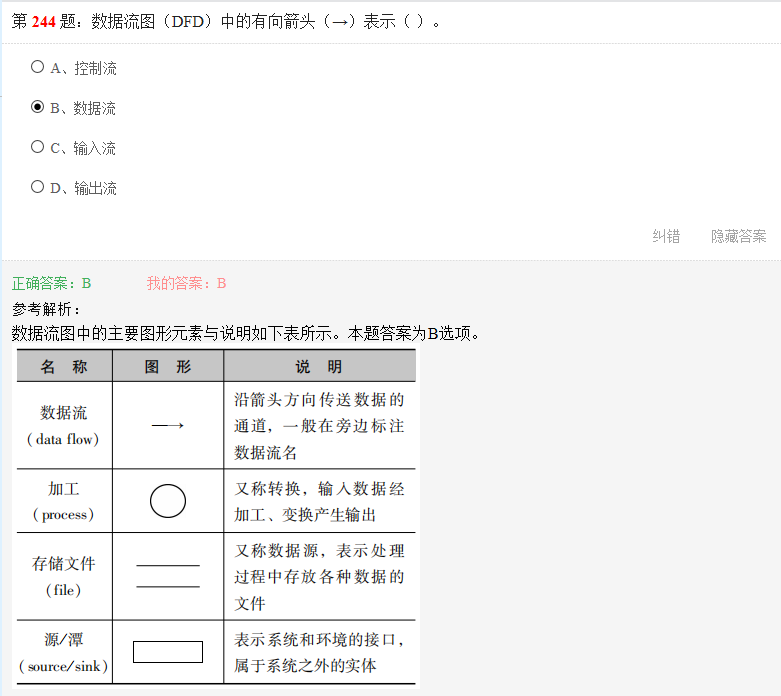 第 244 题：数据流图（DFD）中的有向箭头（→）表示（ ）。
A、控制流
B、数据流
C、输入流
D、输出流
纠错 隐藏答案
正确答案：B 我的答案：B
参考解析：
数据流图中的主要图形元素与说明如下表所示。本题答案为B选项。
名 称 图 形 说 明
数据流
（data flow）
沿箭头方向传送数据的
通道，一般在旁边标注
数据流名
加工
（process）
又称转换，输入数据经
加工、变换产生输出
存储文件
（file）
又称数据源，表示处理
过程中存放各种数据的
文件
源/潭
（source/sink）
表示系统和环境的接口，
属于系统之外的实体